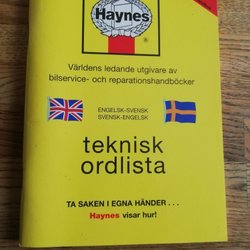 Haynes
®
Världens ledande utgivare av
bilservice- och reparationshandböcker
ENGELSK-SVENSK
SVENSK-ENGELSK
teknisk
ordlista
TA SAKEN I EGNA HÄNDER . . .
Haynes visar hur!